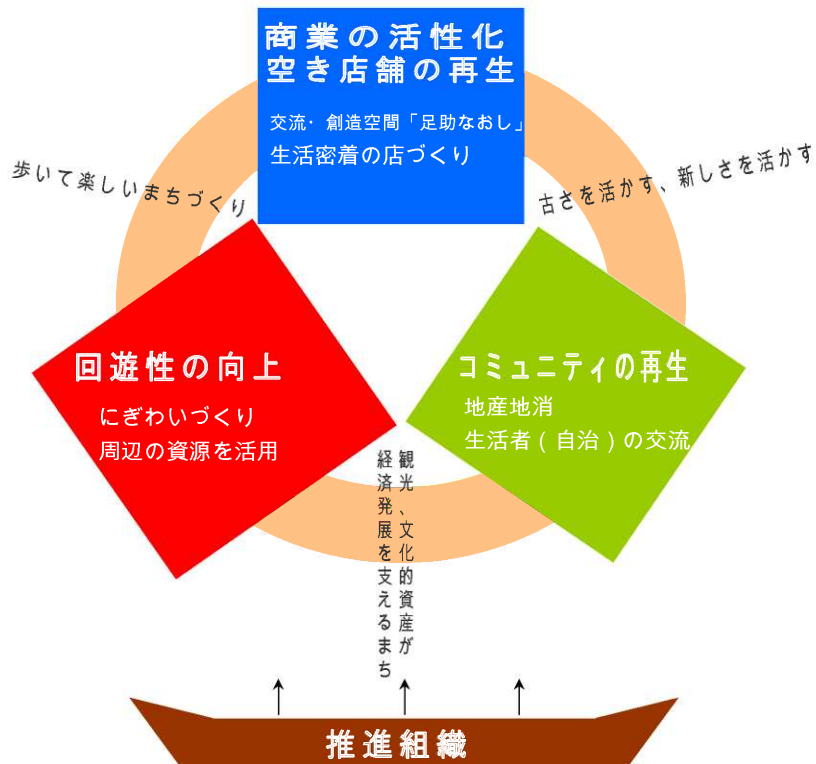 商業の活性化
空き店舗の再生
交流・創造空間「足助なおし」
生活密着の店づくり
歩いて楽しいまちづくり
古さを活かす、新しさを活かす
回遊性の向上
にぎわいづくり
周辺の資源を活用
コミュニティの再生
地産地消
生活者(自治)の交流
観光、文化的資産が
経済発展を支えるまち
推進組織